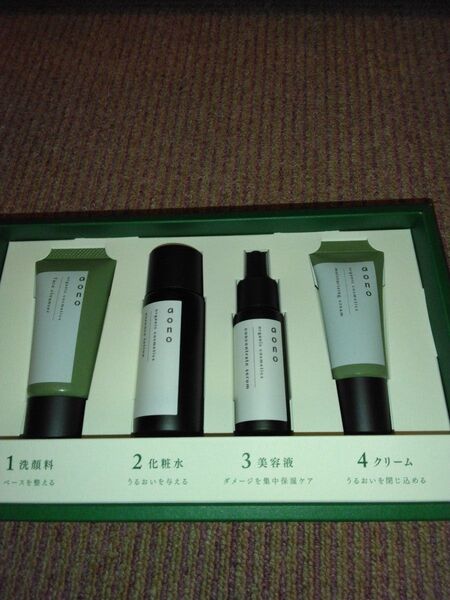 aono
organic cosmetics
face cleanser
aono
organic cosmetics
aono
organic cosmetics
concentrate serum
aono
organic cosmetics
moisturizing cream
1 洗顔料
ベースを整える
2 化粧水
うるおいを与える
3 美容液
ダメージを集中保湿ケア
4 クリーム
うるおいを閉じ込める